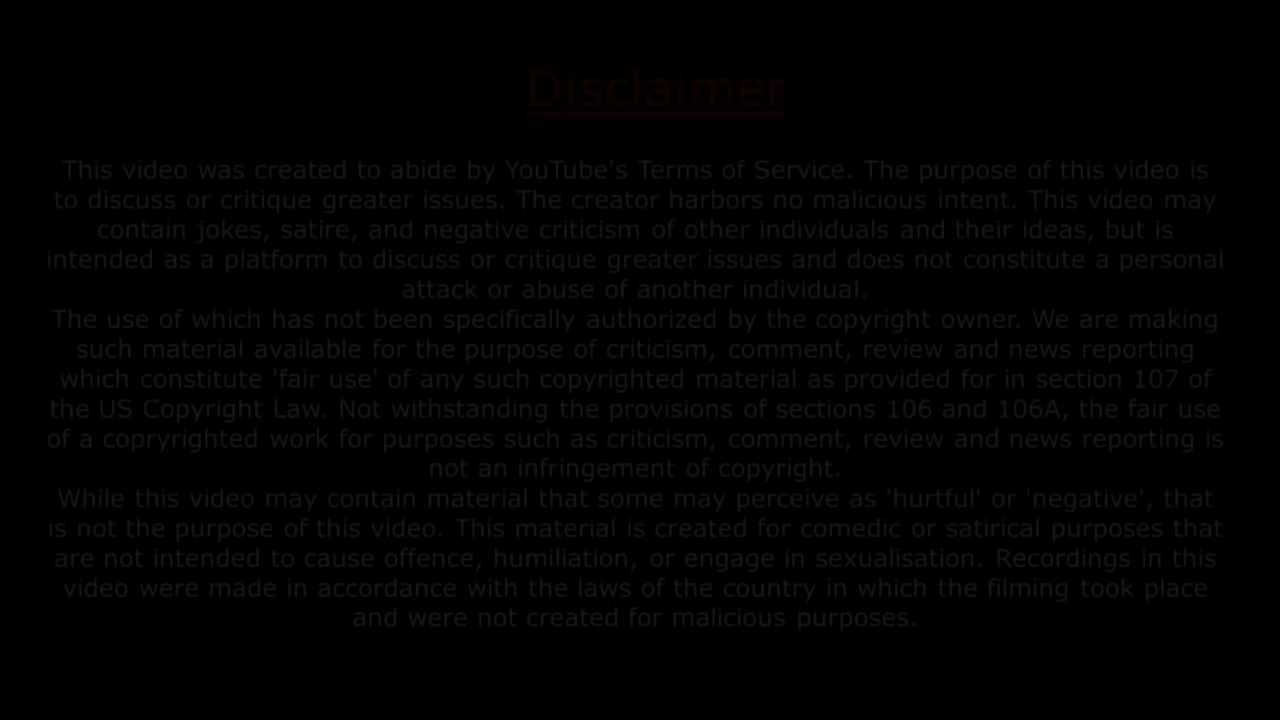 Disclaimer
This video was created to abide by YouTube's Terms of Service. The purpose of this video is
to discuss or critique greater issues. The creator harbors no malicious intent. This video may
contain jokes, satire, and negative criticism of other individuals and their ideas, but is
intended as a platform to discuss or critique greater issues and does not constitute a personal
attack or abuse of another individual.
The use of which has not been specifically authorized by the copyright owner. We are making
such material available for the purpose of criticism, comment, review and news reporting
which constitute 'fair use' of any such copyrighted material as provided for in section 107 of
the US Copyright Law. Not withstanding the provisions of sections 106 and 106A, the fair use
of a copryrighted work for purposes such as criticism, comment, review and news reporting is
not an infringement of copyright.
While this video may contain material that some may perceive as 'hurtful' or 'negative', that
is not the purpose of this video. This material is created for comedic or satirical purposes that
are not intended to cause offence, humiliation, or engage in sexualisation. Recordings in this
video were made in accordance with the laws of the country in which the filming took place
and were not created for malicious purposes.